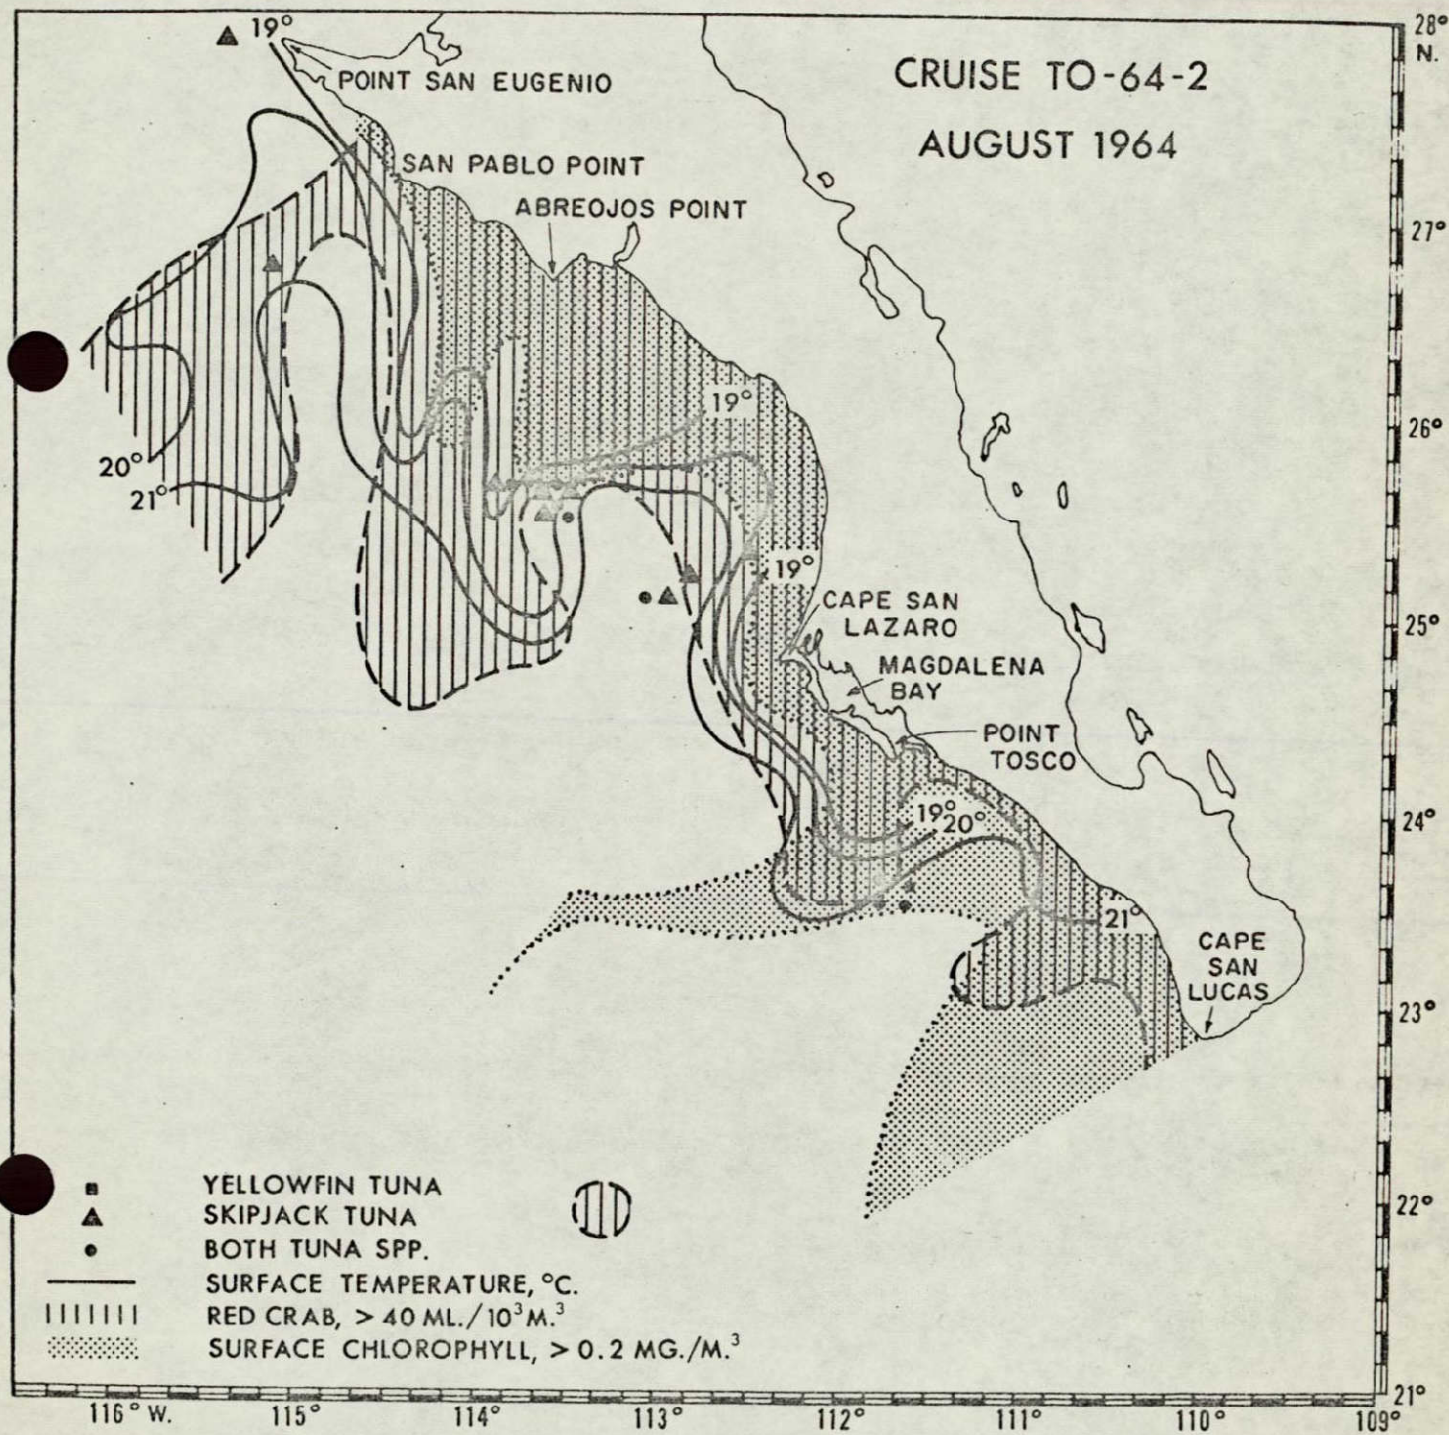 CRUISE TO-64-2
AUGUST 1964
28°
N.
19°
POINT SAN EUGENIO
SAN PABLO POINT
ABREOJOS POINT
27°
19°
26°
20°
21°
19°
CAPE SAN
LAZARO
25°
MAGDALENA
BAY
POINT
TOSCO
19°
20°
24°
21°
CAPE
SAN
LUCAS
23°
22°
YELLOWFIN TUNA
SKIPJACK TUNA
BOTH TUNA SPP.
SURFACE TEMPERATURE, °C.
RED CRAB, > 40 ML./10³M.³
SURFACE CHLOROPHYLL, > 0.2 MG./M.³
21°
116° W. 115° 114° 113° 112° 111° 110° 109°